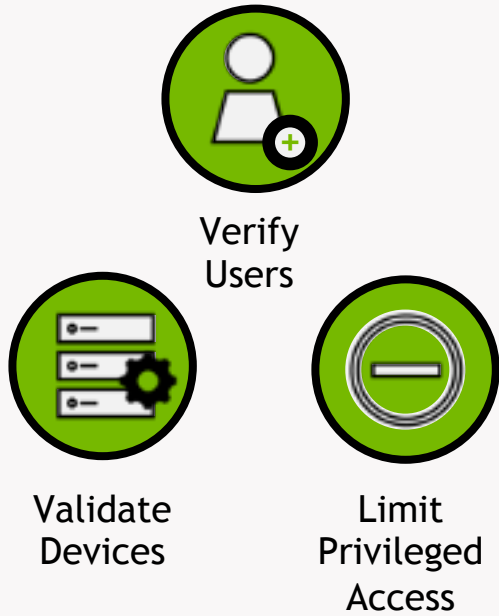 Verify
Users
Validate
Devices
Limit
Privileged
Access